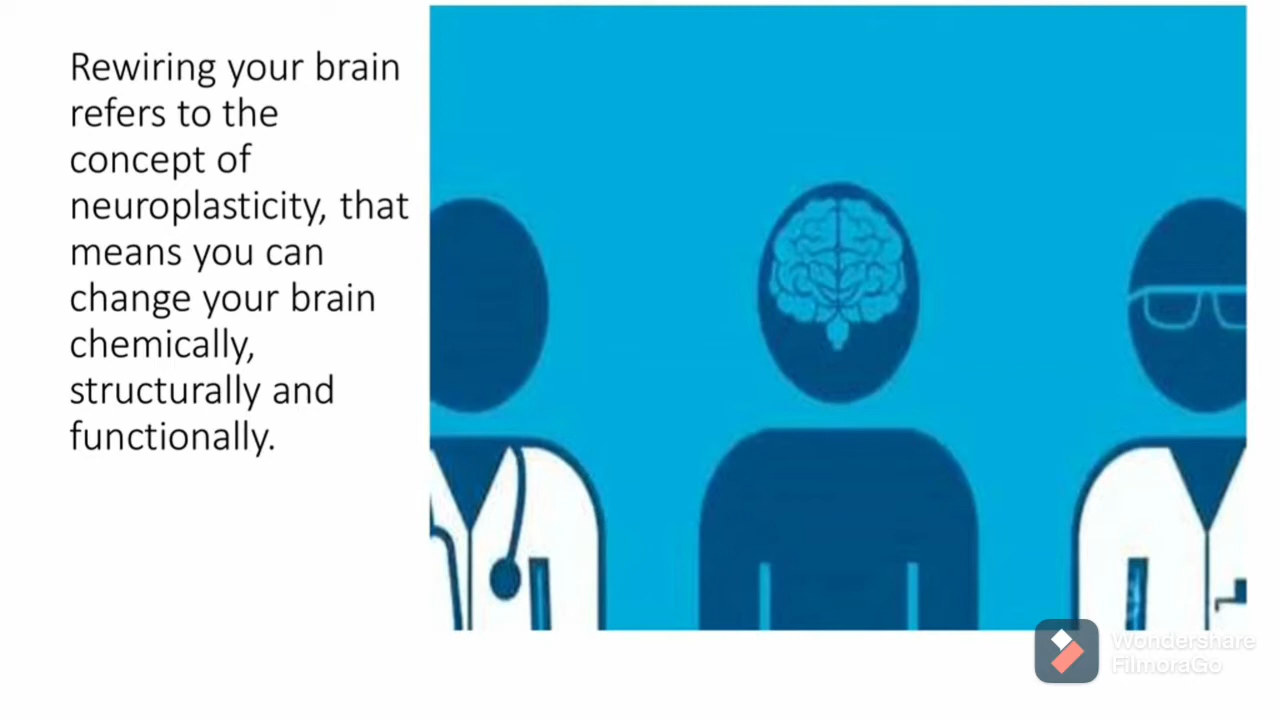 Rewiring your brain
refers to the
concept of
neuroplasticity, that
means you can
change your brain
chemically,
structurally and
functionally.
Wondershare
FilmoraGo